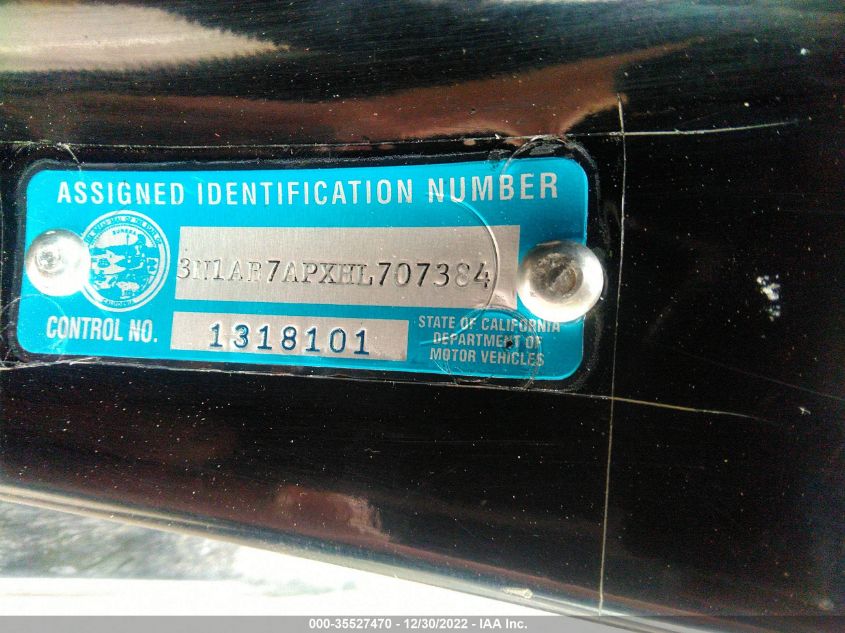 ASSIGNED IDENTIFICATION NUMBER
3N1AB7APXHL707384
CONTROL NO.
1318101
STATE OF CALIFORNIA
DEPARTMENT OF
MOTOR VEHICLES
000-35527470 - 12/30/2022 - IAA Inc.